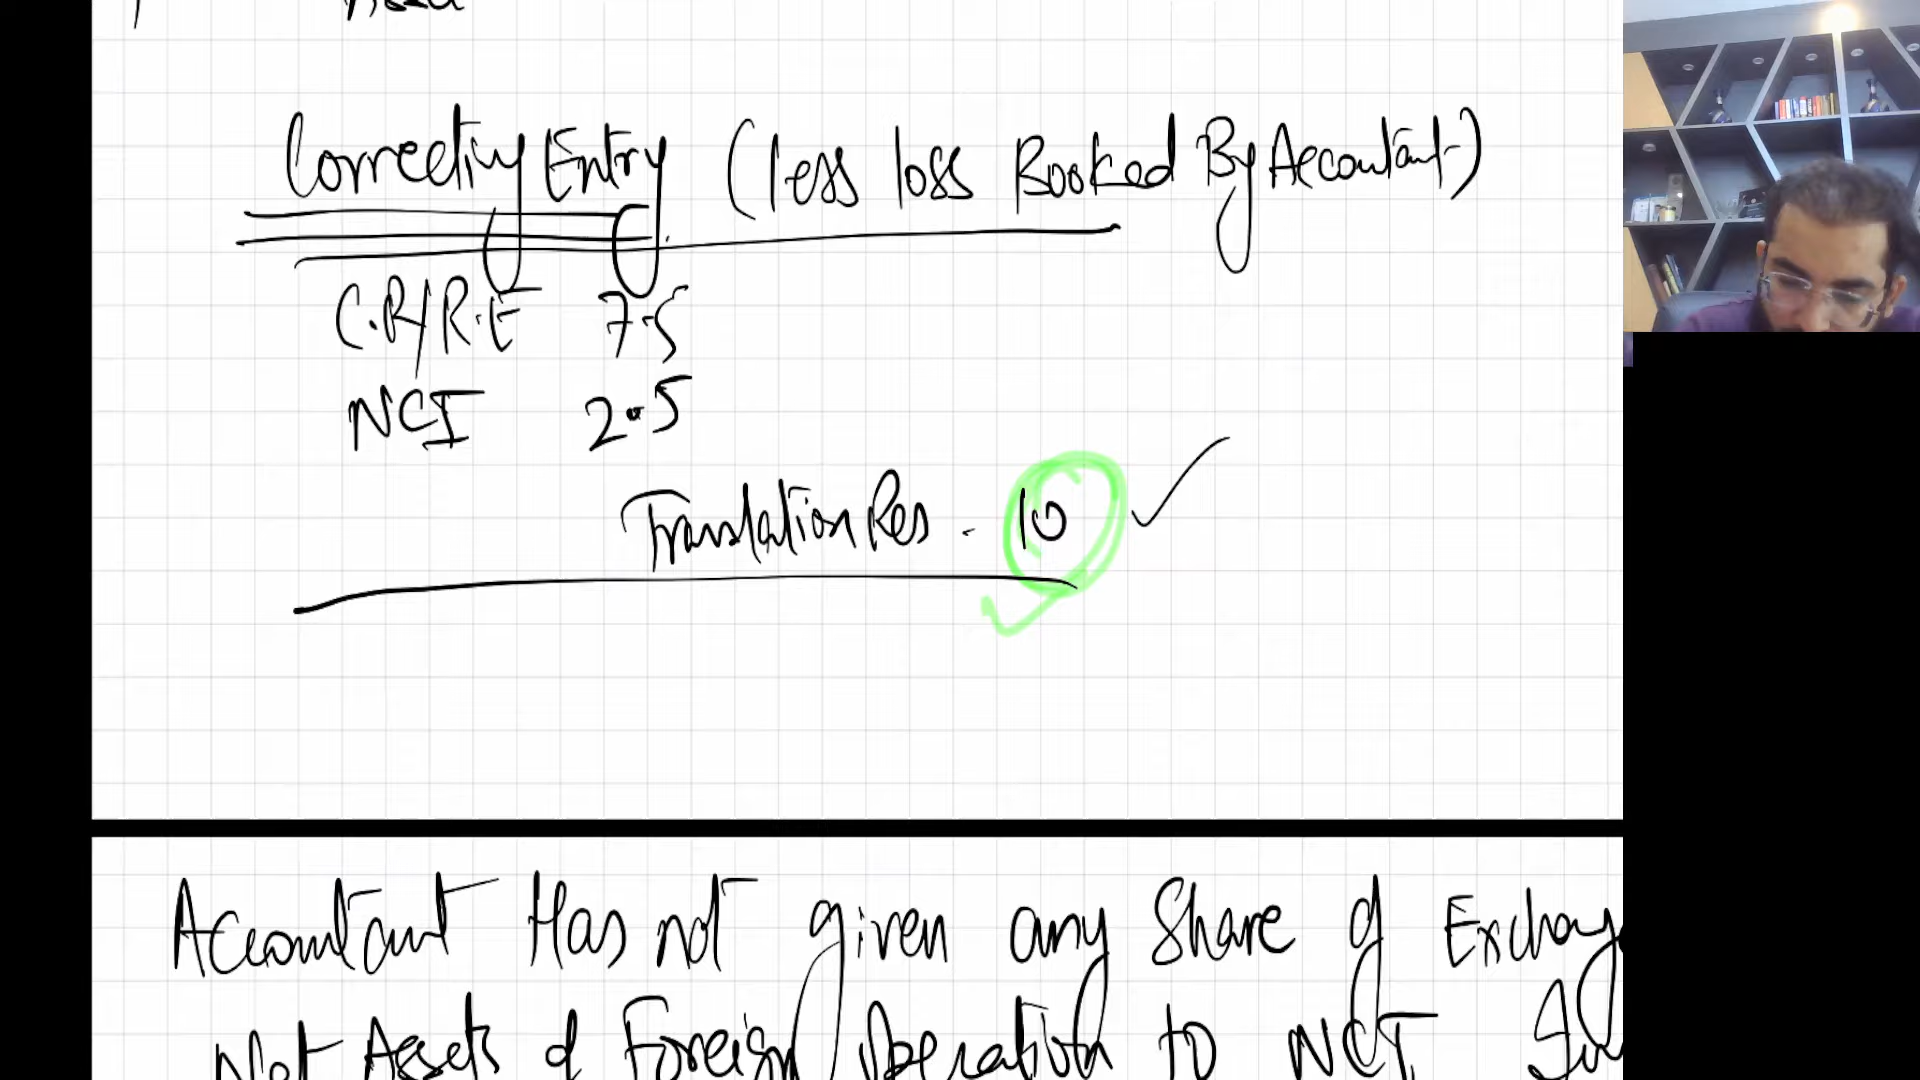 Correcting Entry (less loss Booked By Accountant)
C.R/R.E 7.5
NCI 2.5
Translation Res. 10
Accountant Has not given any Share of
Net Assets of Foreign Operation to NCI